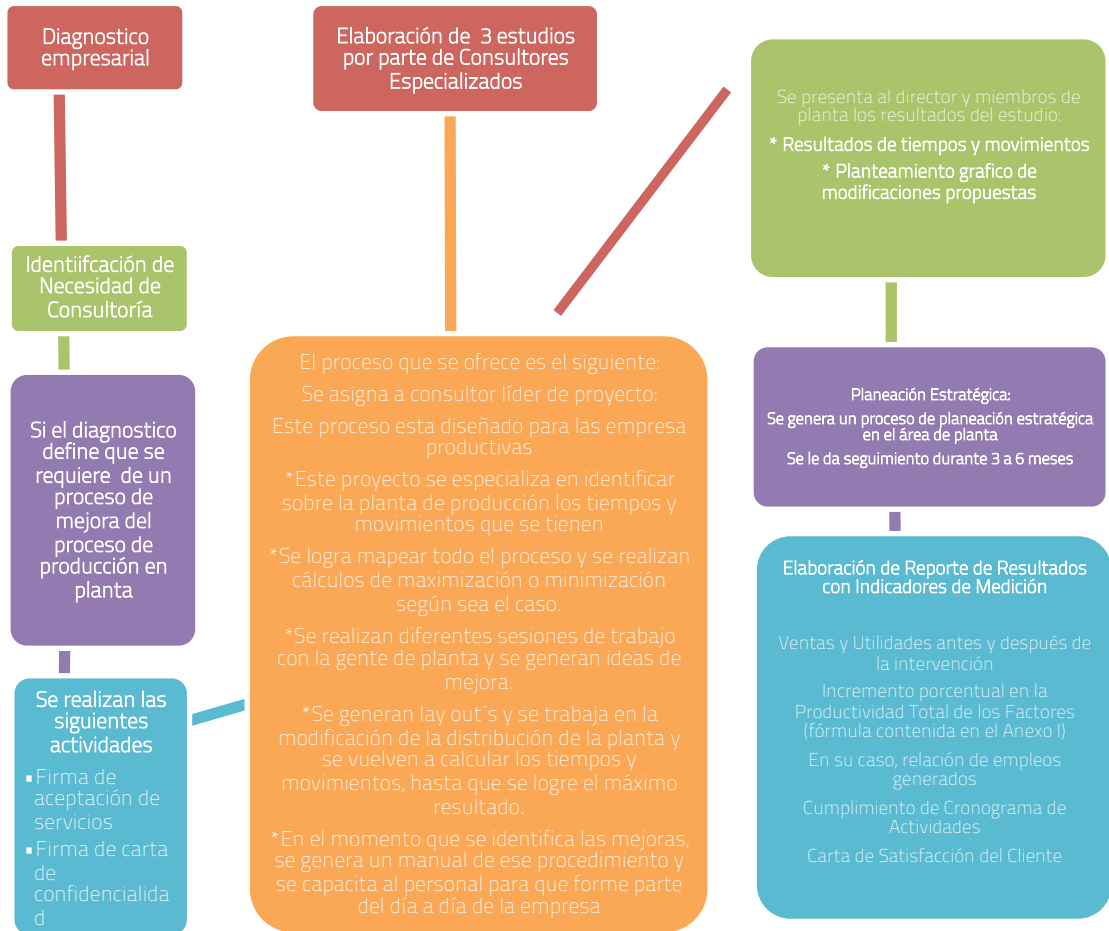 Diagnostico
empresarial
Identiifcación de
Necesidad de
Consultoría
Si el diagnostico
define que se
requiere de un
proceso de
mejora del
proceso de
producción en
planta
Se realizan las
siguientes
actividades
▪Firma de
aceptación de
servicios
▪Firma de carta
de
confidencialida
d
Elaboración de 3 estudios
por parte de Consultores
Especializados
El proceso que se ofrece es el siguiente:
Se asigna a consultor líder de proyecto:
Este proceso esta diseñado para las empresa
productivas
*Este proyecto se especializa en identificar
sobre la planta de producción los tiempos y
movimientos que se tienen
*Se logra mapear todo el proceso y se realizan
cálculos de maximización o minimización
según sea el caso.
*Se realizan diferentes sesiones de trabajo
con la gente de planta y se generan ideas de
mejora.
*Se generan lay out´s y se trabaja en la
modificación de la distribución de la planta y
se vuelven a calcular los tiempos y
movimientos, hasta que se logre el máximo
resultado.
*En el momento que se identifica las mejoras,
se genera un manual de ese procedimiento y
se capacita al personal para que forme parte
del día a día de la empresa
Se presenta al director y miembros de
planta los resultados del estudio:
* Resultados de tiempos y movimientos
* Planteamiento grafico de
modificaciones propuestas
Planeación Estratégica:
Se genera un proceso de planeación estratégica
en el área de planta
Se le da seguimiento durante 3 a 6 meses
Elaboración de Reporte de Resultados
con Indicadores de Medición
Ventas y Utilidades antes y después de
la intervención
Incremento porcentual en la
Productividad Total de los Factores
(fórmula contenida en el Anexo I)
En su caso, relación de empleos
generados
Cumplimiento de Cronograma de
Actividades
Carta de Satisfacción del Cliente